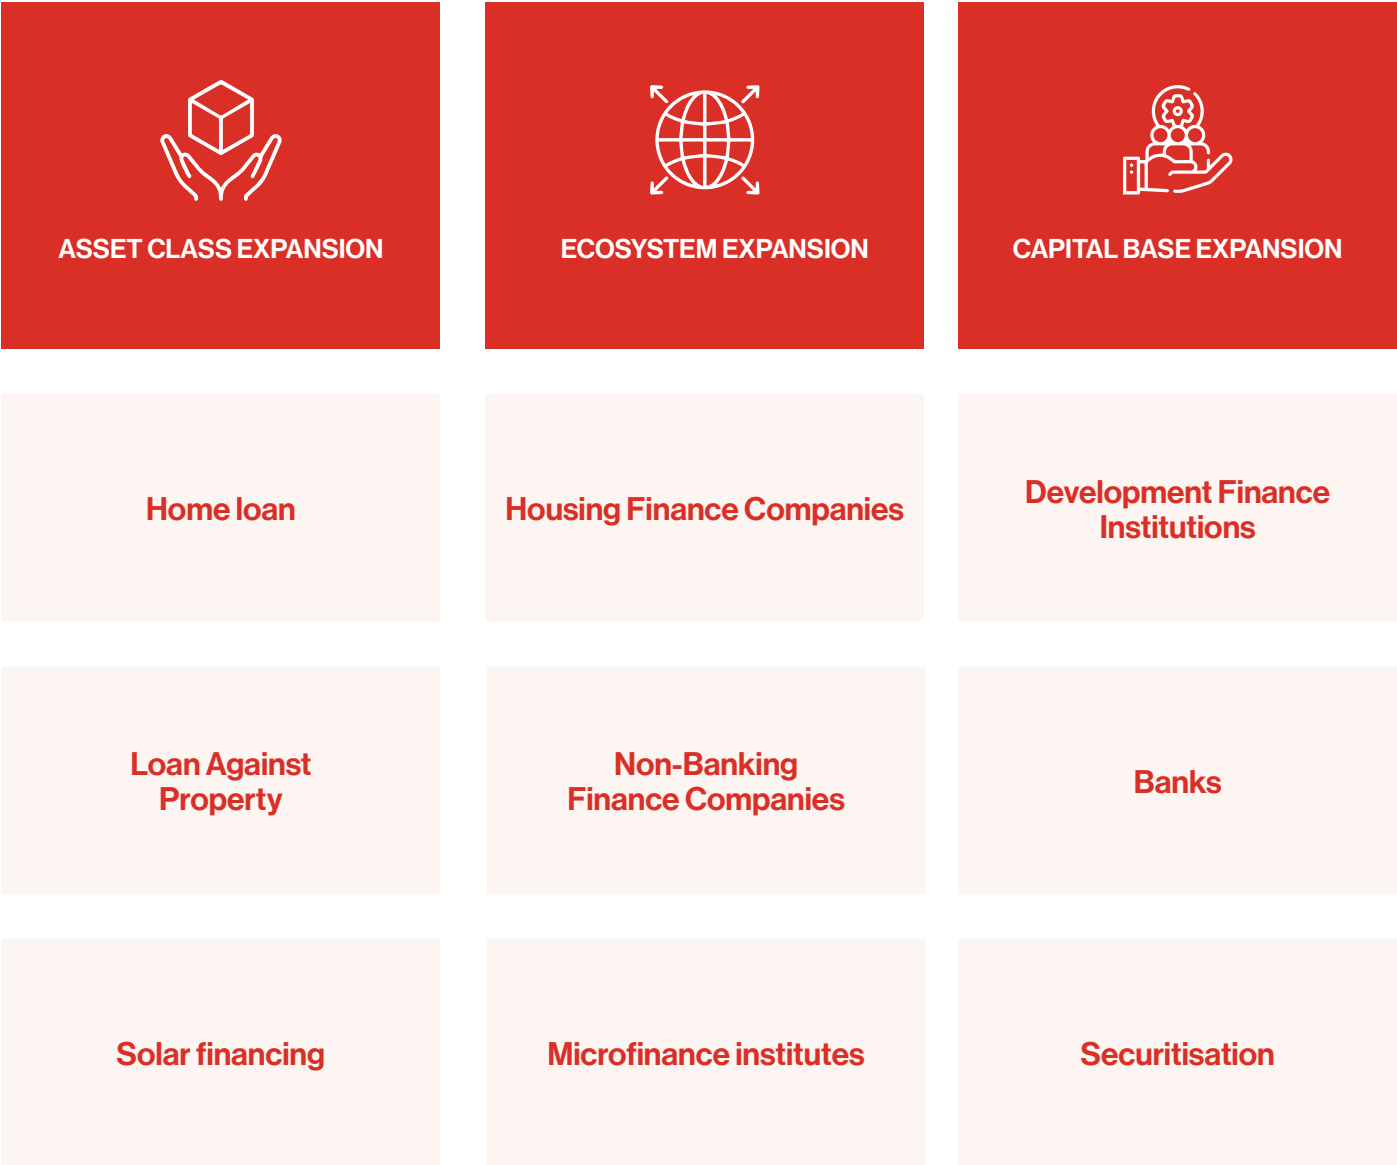 ASSET CLASS EXPANSION
ECOSYSTEM EXPANSION
CAPITAL BASE EXPANSION
Home loan
Housing Finance Companies
Development Finance
Institutions
Loan Against
Property
Non-Banking
Finance Companies
Banks
Solar financing
Microfinance institutes
Securitisation